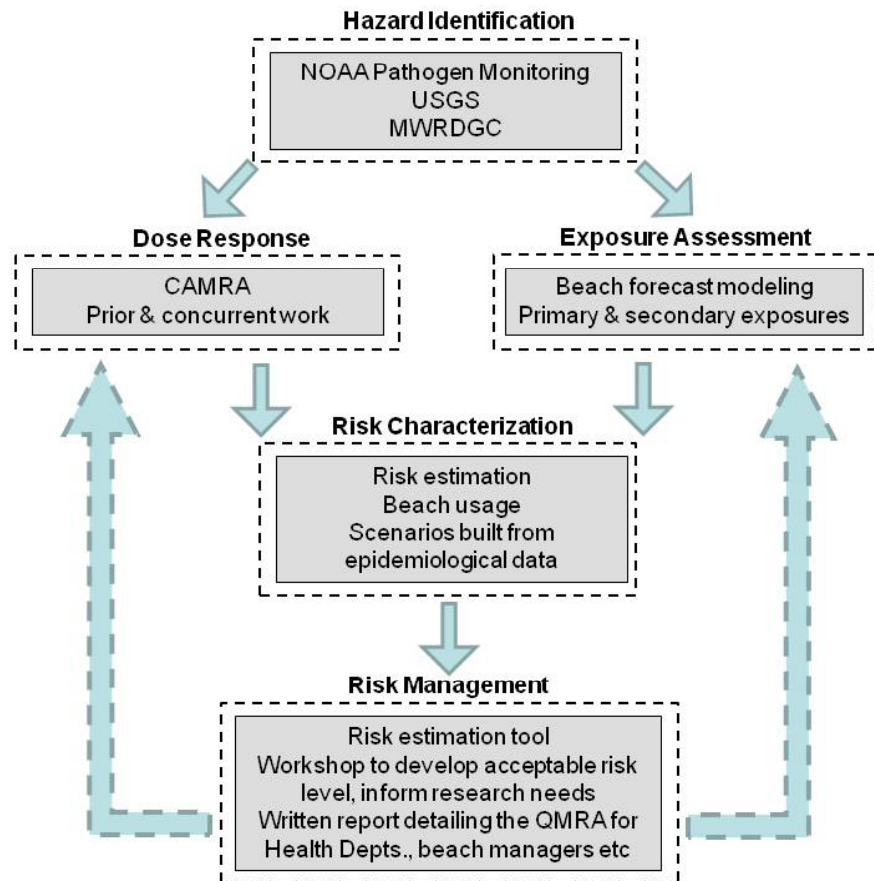 Hazard Identification
NOAA Pathogen Monitoring
USGS
MWRDGC
Dose Response
CAMRA
Prior & concurrent work
Exposure Assessment
Beach forecast modeling
Primary & secondary exposures
Risk Characterization
Risk estimation
Beach usage
Scenarios built from
epidemiological data
Risk Management
Risk estimation tool
Workshop to develop acceptable risk
level, inform research needs
Written report detailing the QMRA for
Health Depts., beach managers etc